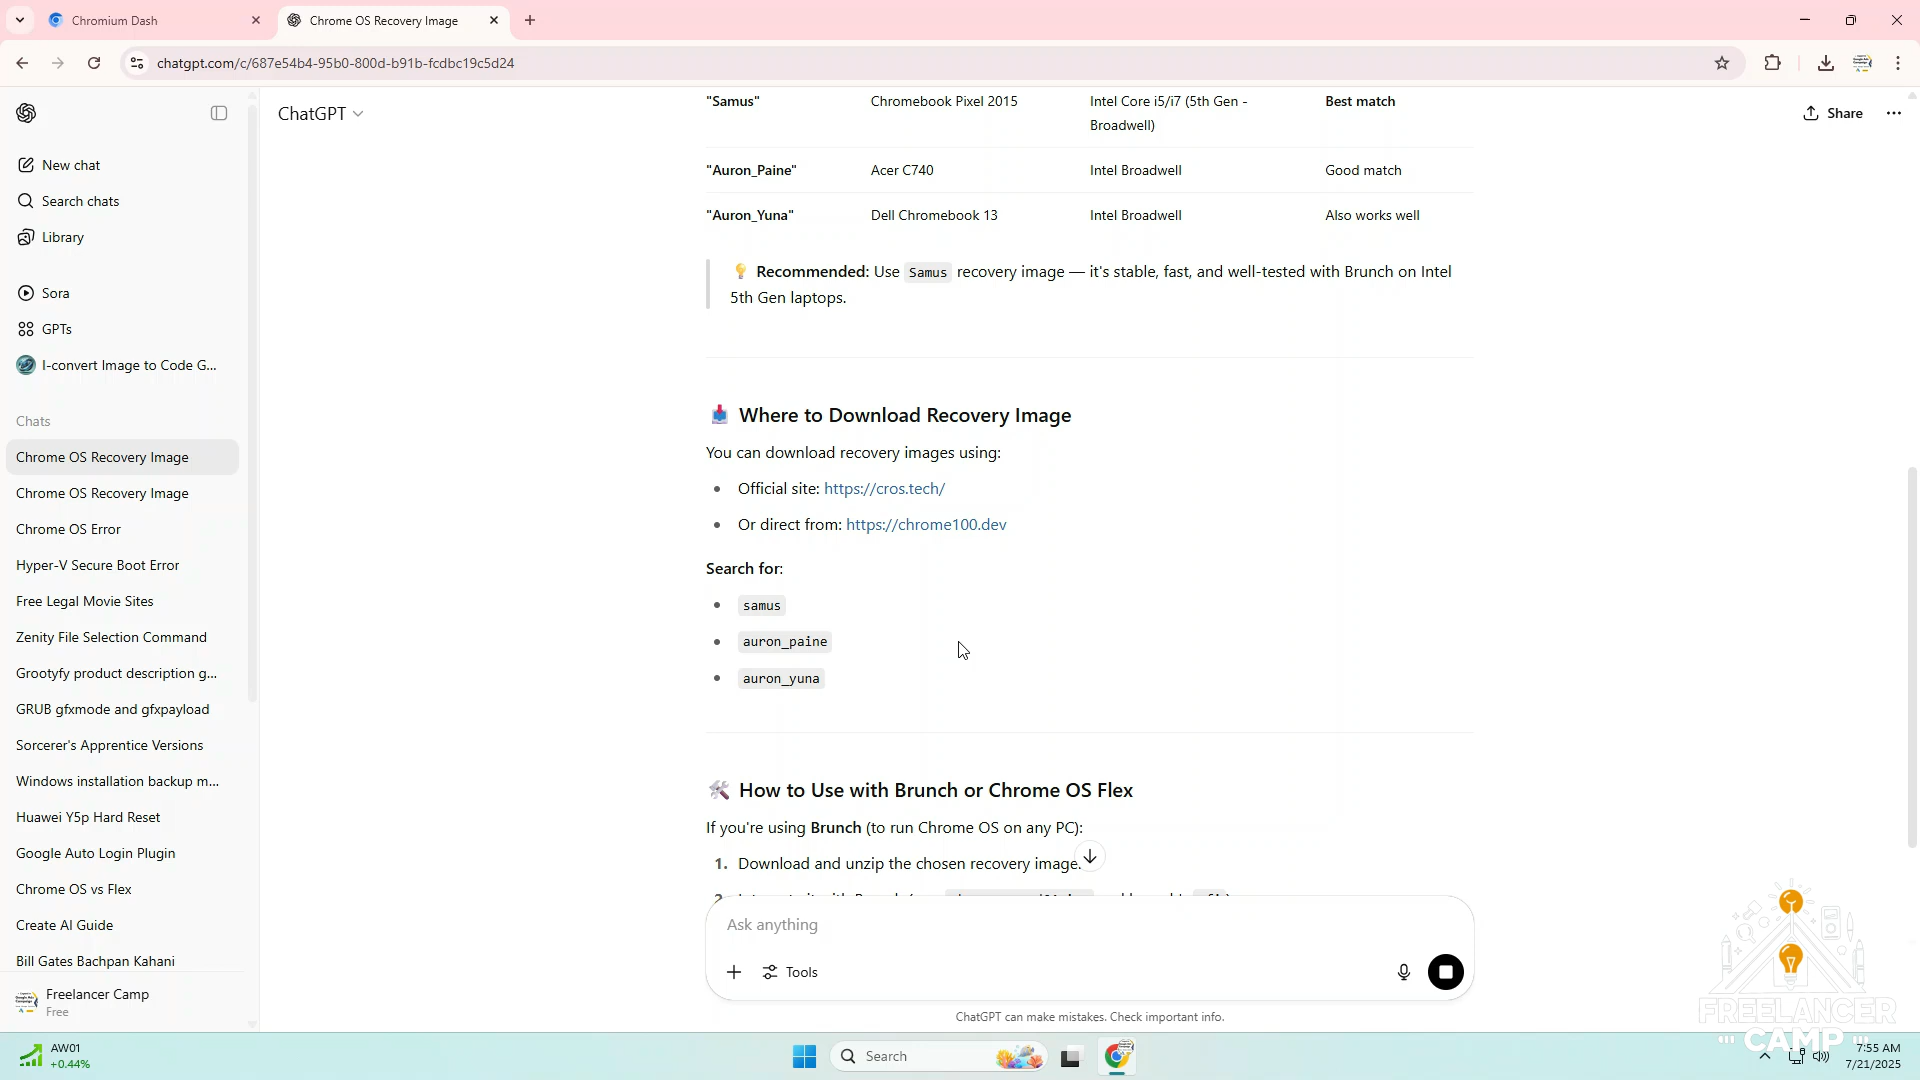 Chromium Dash
Chrome OS Recovery Image
chatgpt.com/c/687e54b4-95b0-800d-b91b-fcdbc19c5d24
ChatGPT
Share
New chat
Search chats
Library
Sora
GPTs
I-convert Image to Code G...
Chats
Chrome OS Recovery Image
Chrome OS Recovery Image
Chrome OS Error
Hyper-V Secure Boot Error
Free Legal Movie Sites
Zenity File Selection Command
Grootyfy product description g...
GRUB gfxmode and gfxpayload
Sorcerer's Apprentice Versions
Windows installation backup m...
Huawei Y5p Hard Reset
Google Auto Login Plugin
Chrome OS vs Flex
Create AI Guide
Bill Gates Bachpan Kahani
Freelancer Camp
Free
"Samus" Chromebook Pixel 2015 Intel Core i5/i7 (5th Gen - Best match
Broadwell)
"Auron_Paine" Acer C740 Intel Broadwell Good match
"Auron_Yuna" Dell Chromebook 13 Intel Broadwell Also works well
💡 Recommended: Use Samus recovery image — it's stable, fast, and well-tested with Brunch on Intel
5th Gen laptops.
📥 Where to Download Recovery Image
You can download recovery images using:
• Official site: https://cros.tech/
• Or direct from: https://chrome100.dev
Search for:
• samus
• auron_paine
• auron_yuna
🛠 How to Use with Brunch or Chrome OS Flex
If you're using Brunch (to run Chrome OS on any PC):
1. Download and unzip the chosen recovery image.
Ask anything
Tools
ChatGPT can make mistakes. Check important info.
FREELANCER
CAMP
AW01
+0.44%
Search
7:55 AM
7/21/2025